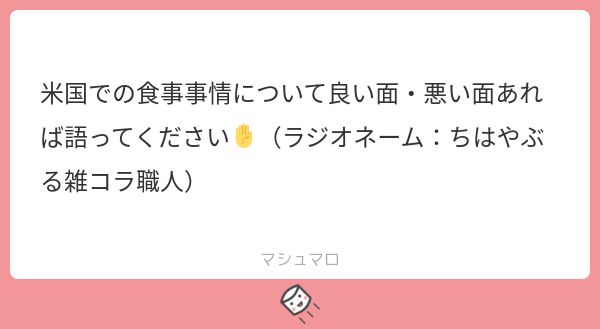 米国での食事事情について良い面・悪い面あれ
ば語ってください✋（ラジオネーム：ちはやぶ
る雑コラ職人）
マシュマロ